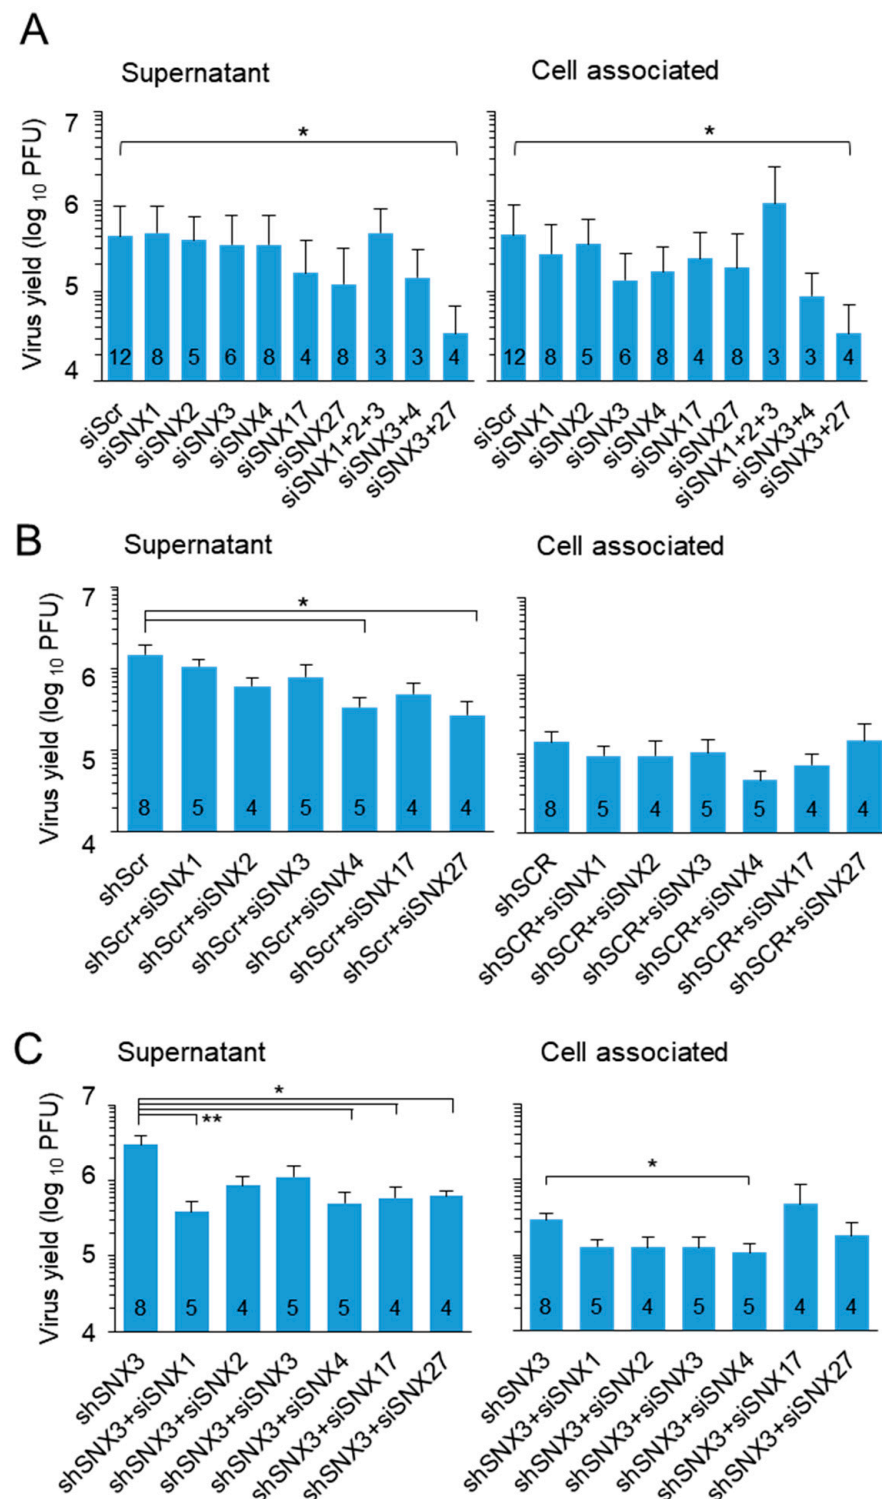 A
Supernatant
Cell associated
Virus yield (log 10 PFU)
7
6
5
4
*
*
12 8 5 6 8 4 8 3 3 4
12 8 5 6 8 4 8 3 3 4
siScr
siSNX1
siSNX2
siSNX3
siSNX4
siSNX17
siSNX27
siSNX1+2+3
siSNX3+4
siSNX3+27
siScr
siSNX1
siSNX2
siSNX3
siSNX4
siSNX17
siSNX27
siSNX1+2+3
siSNX3+4
siSNX3+27
B
Supernatant
Cell associated
Virus yield (log 10 PFU)
7
6
5
4
*
8 5 4 5 5 4 4
8 5 4 5 5 4 4
shScr
shScr+siSNX1
shScr+siSNX2
shScr+siSNX3
shScr+siSNX4
shScr+siSNX17
shScr+siSNX27
shSCR
shSCR+siSNX1
shSCR+siSNX2
shSCR+siSNX3
shSCR+siSNX4
shSCR+siSNX17
shSCR+siSNX27
C
Supernatant
Cell associated
Virus yield (log 10 PFU)
7
6
5
4
*
**
*
8 5 4 5 5 4 4
8 5 4 5 5 4 4
shSNX3
shSNX3+siSNX1
shSNX3+siSNX2
shSNX3+siSNX3
shSNX3+siSNX4
shSNX3+siSNX17
shSNX3+siSNX27
shSNX3
shSNX3+siSNX1
shSNX3+siSNX2
shSNX3+siSNX3
shSNX3+siSNX4
shSNX3+siSNX17
shSNX3+siSNX27